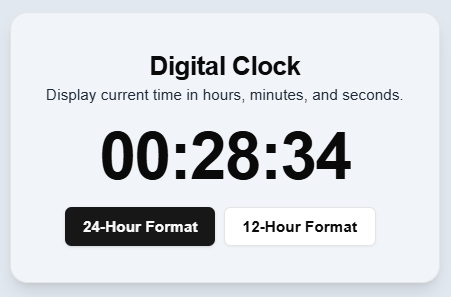 Digital Clock
Display current time in hours, minutes, and seconds.
00:28:34
24-Hour Format 12-Hour Format